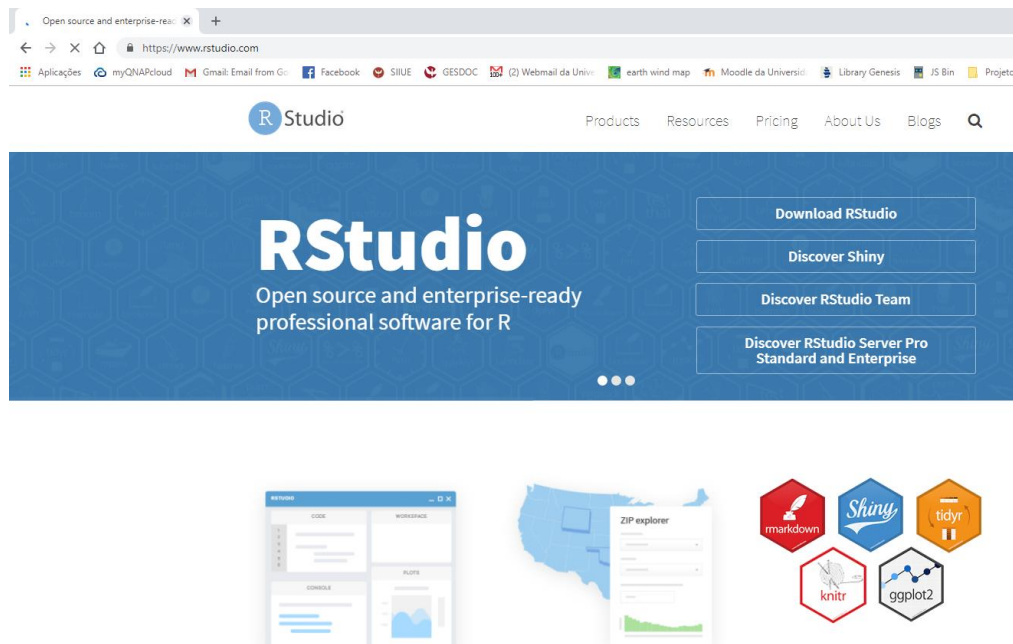 Open source and enterprise-read
https://www.rstudio.com
Aplicações
myQNAPcloud
Gmail: Email from Go
Facebook
SIIUE
GESDOC
(2) Webmail da Unive
earth wind map
Moodle da Universid
Library Genesis
JS Bin
Projeto
R Studio
Products
Resources
Pricing
About Us
Blogs
RStudio
Open source and enterprise-ready
professional software for R
Download RStudio
Discover Shiny
Discover RStudio Team
Discover RStudio Server Pro
Standard and Enterprise
RSTUDIO
CODE
WORKSPACE
PLOTS
CONSOLE
ZIP explorer
rmarkdown
Shiny
tidyr
knitr
ggplot2